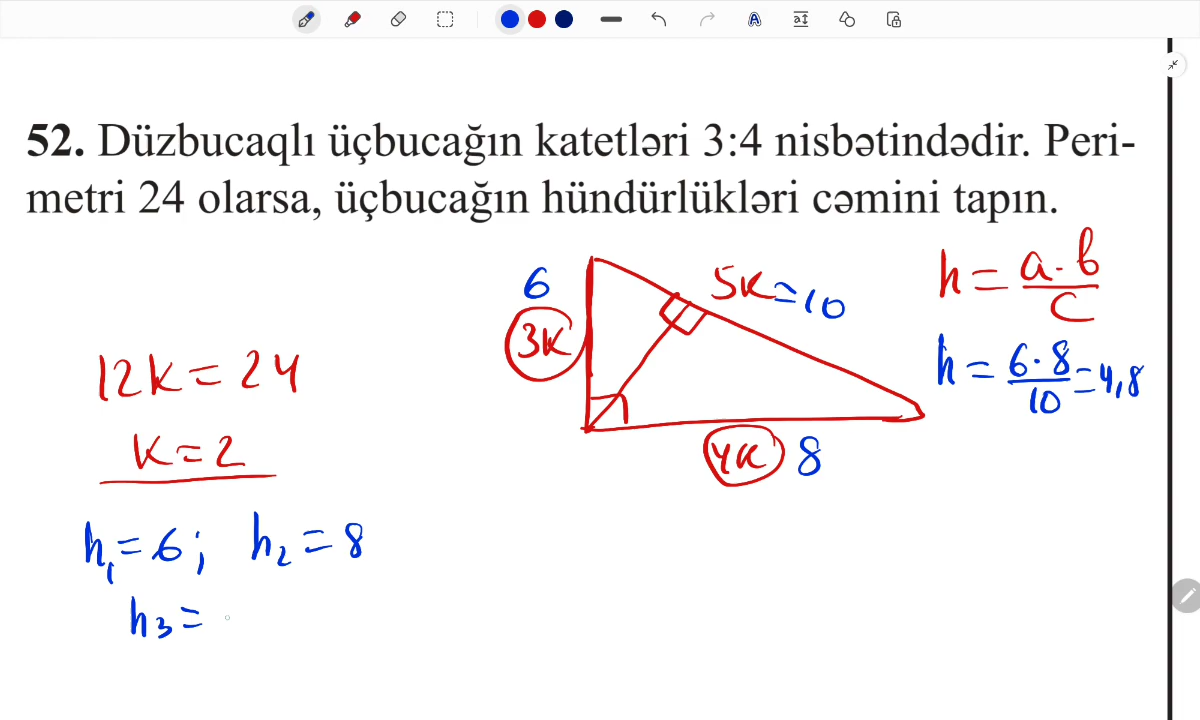 52. Düzbucaqlı üçbucağın katetləri 3:4 nisbətindədir. Peri-
metri 24 olarsa, üçbucağın hündürlükləri cəmini tapın.
6
3k
5k=10
4k 8
h = a·b/c
h = 6·8/10 = 4,8
12k = 24
k = 2
h₁ = 6; h₂ = 8
h₃ =